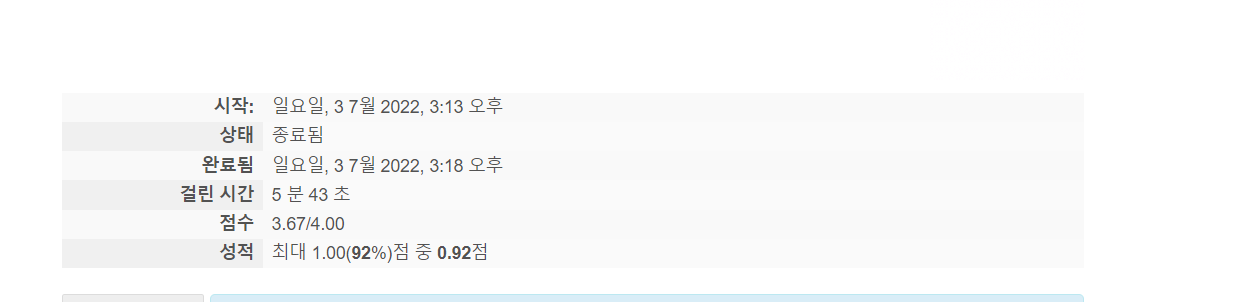 시작: 일요일, 3 7월 2022, 3:13 오후
상태 종료됨
완료됨 일요일, 3 7월 2022, 3:18 오후
걸린 시간 5 분 43 초
점수 3.67/4.00
성적 최대 1.00(92%)점 중 0.92점